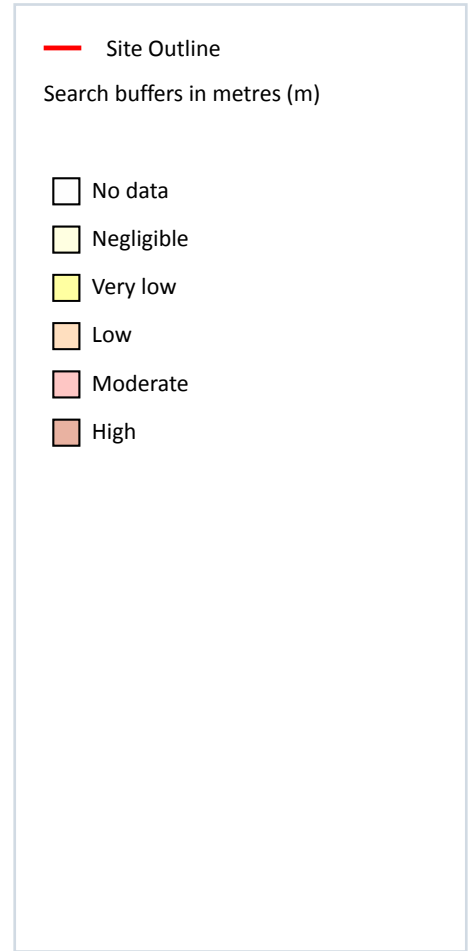 Site Outline
Search buffers in metres (m)
No data
Negligible
Very low
Low
Moderate
High